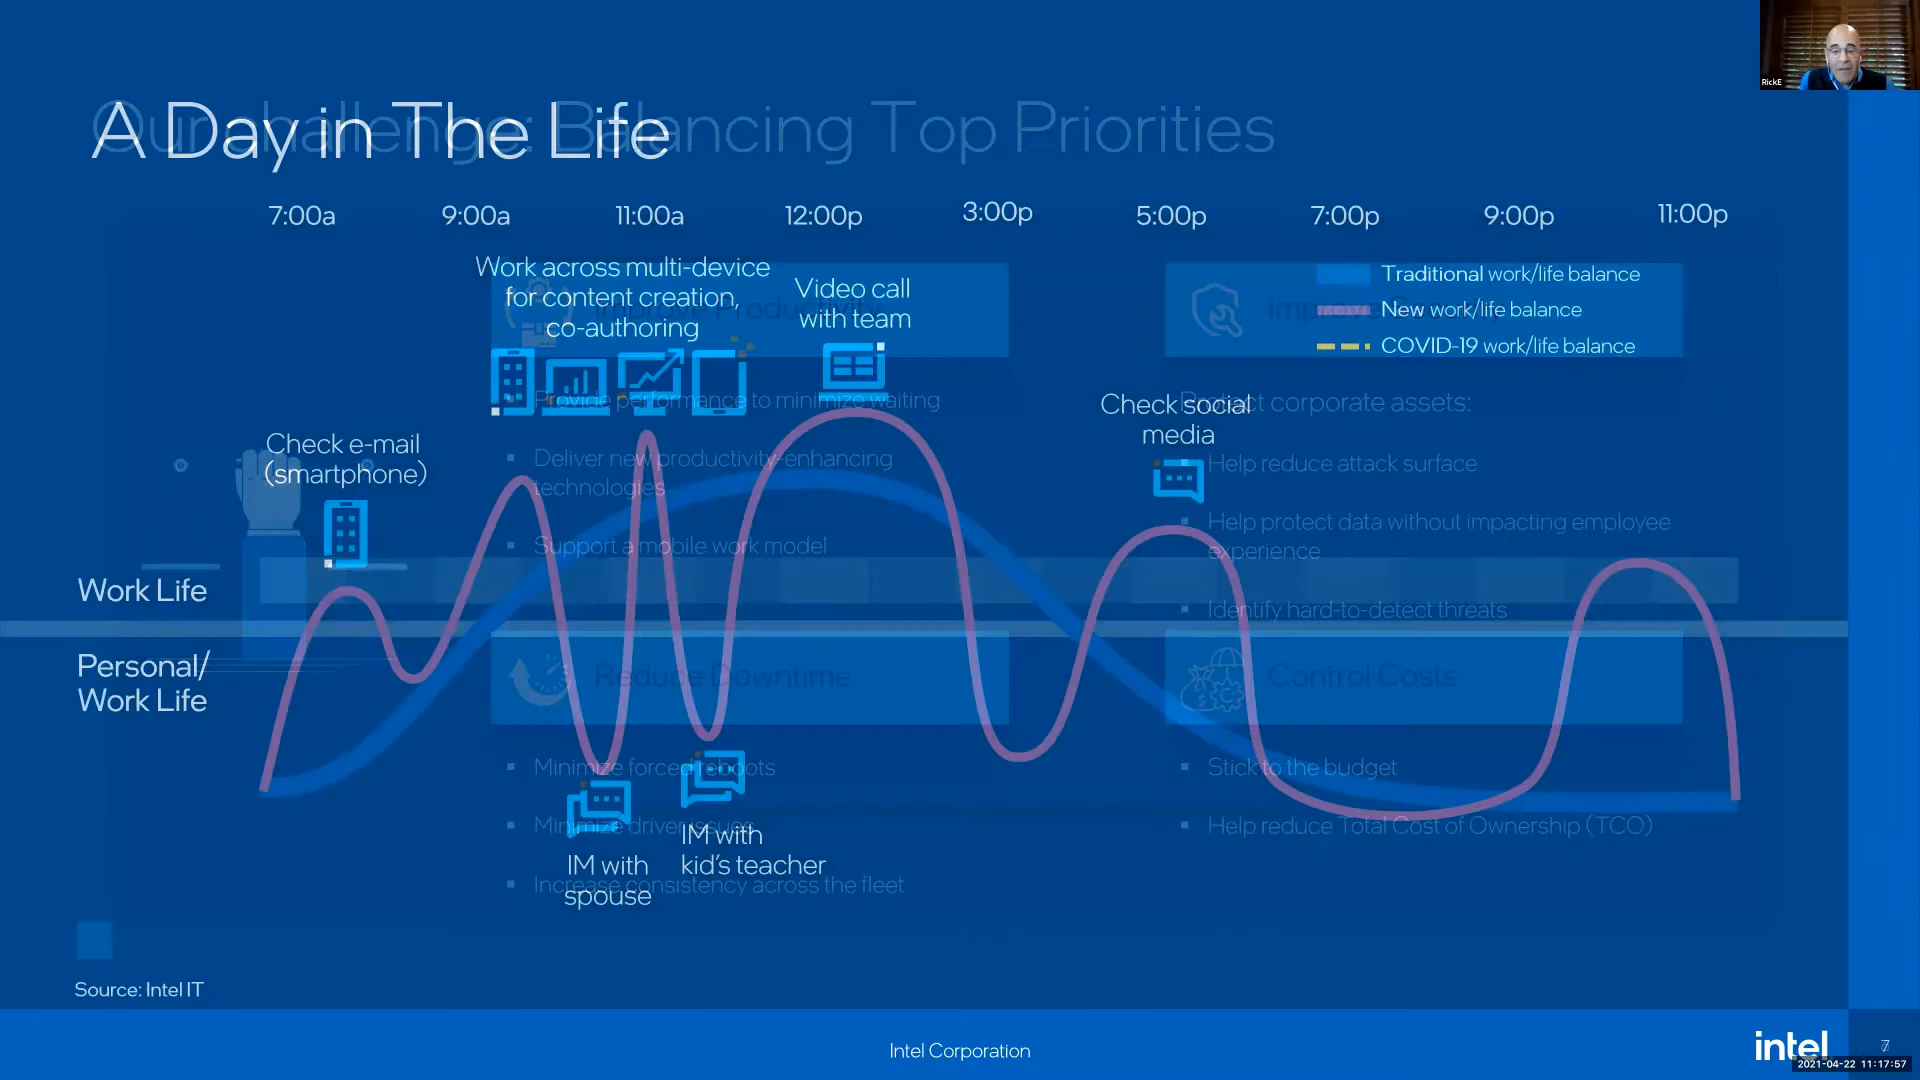 RickE
A Day in The Life
Our challenge: Balancing Top Priorities
7:00a 9:00a 11:00a 12:00p 3:00p 5:00p 7:00p 9:00p 11:00p
Work across multi-device
for content creation,
co-authoring
Video call
with team
Traditional work/life balance
New work/life balance
COVID-19 work/life balance
Improve Productivity
Improve
Provide performance to minimize waiting
Deliver new productivity-enhancing
technologies
Support a mobile work model
Check social
media
Protect corporate assets:
Help reduce attack surface
Help protect data without impacting employee
experience
Identify hard-to-detect threats
Check e-mail
(smartphone)
Work Life
Personal/
Work Life
Reduce Downtime
Control Costs
Minimize forced reboots
Minimize driver issues
Increase consistency across the fleet
Stick to the budget
Help reduce Total Cost of Ownership (TCO)
IM with
spouse
IM with
kid's teacher
Source: Intel IT
Intel Corporation
intel
7
2021-04-22 11:17:57